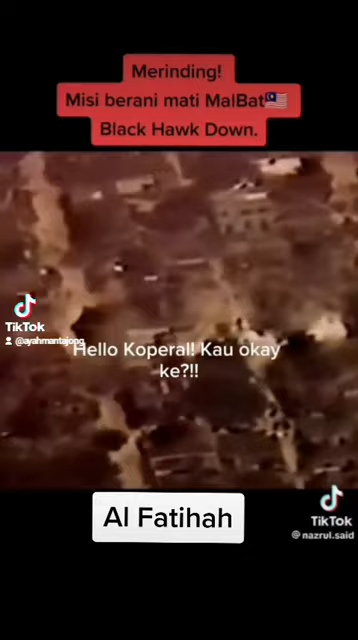 Merinding!
Misi berani mati MalBat🇲🇾
Black Hawk Down.
TikTok
@ayahmantajong
Hello Koperal! Kau okay
ke?!!
Al Fatihah
TikTok
@nazrul.said